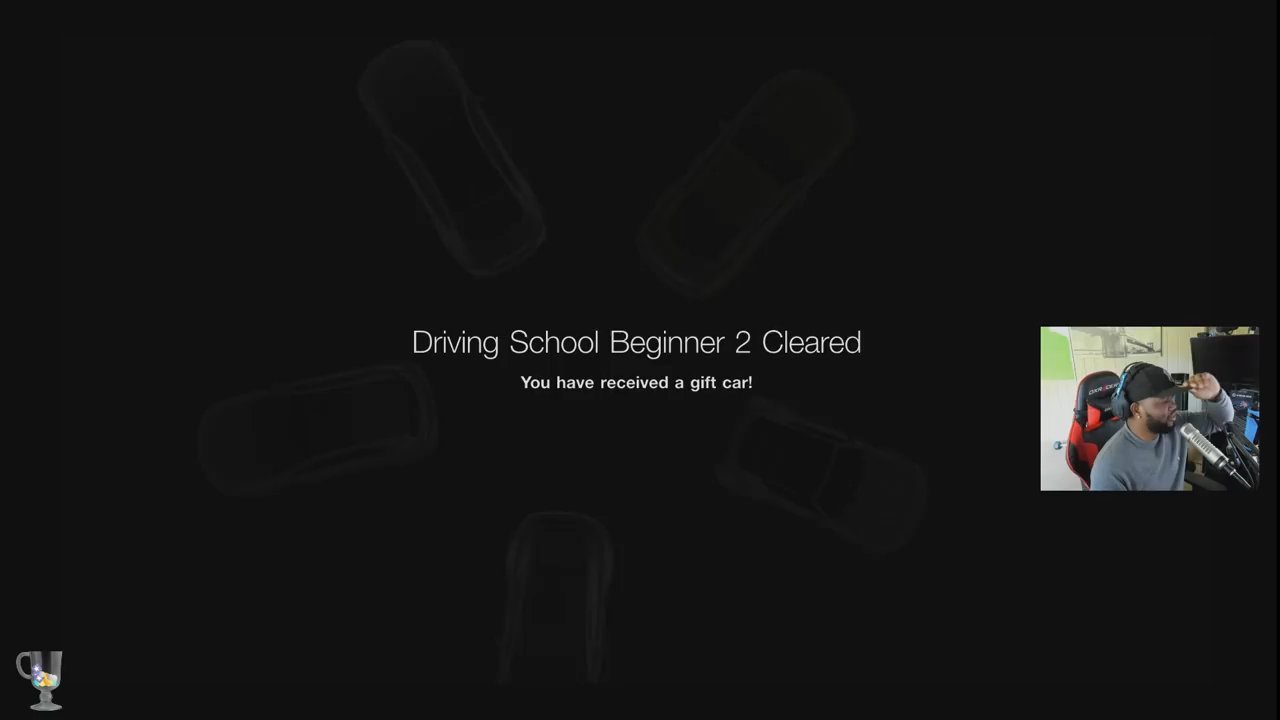 Driving School Beginner 2 Cleared
You have received a gift car!